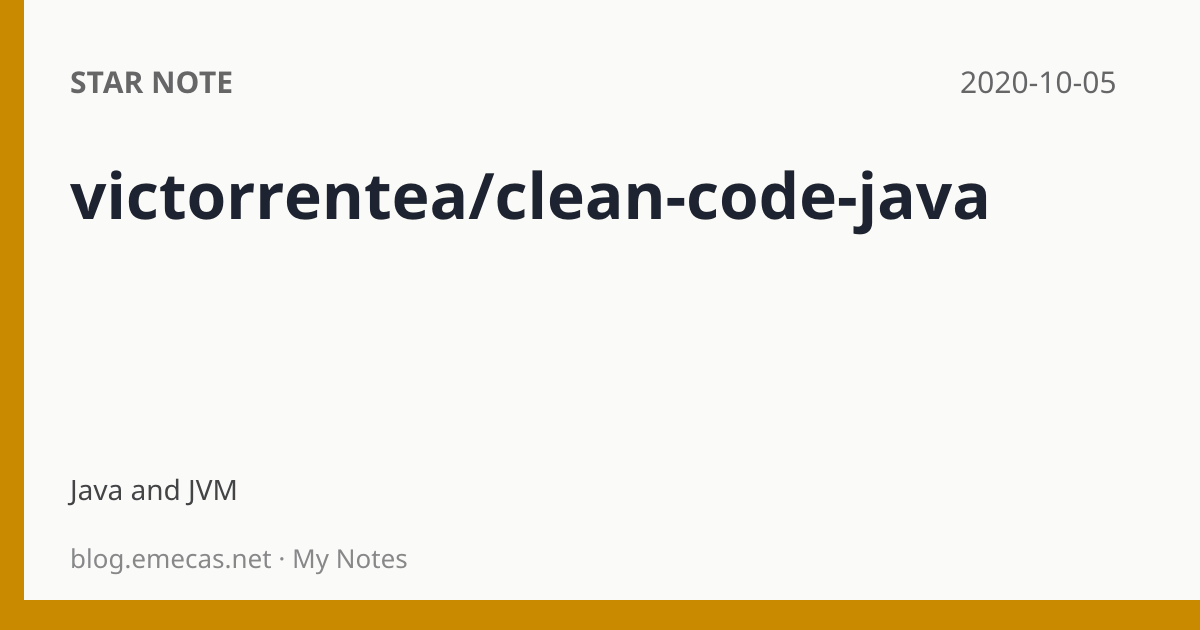 STAR NOTE 2020-10-05
victorrentea/clean-code-java
Java and JVM
blog.emecas.net · My Notes